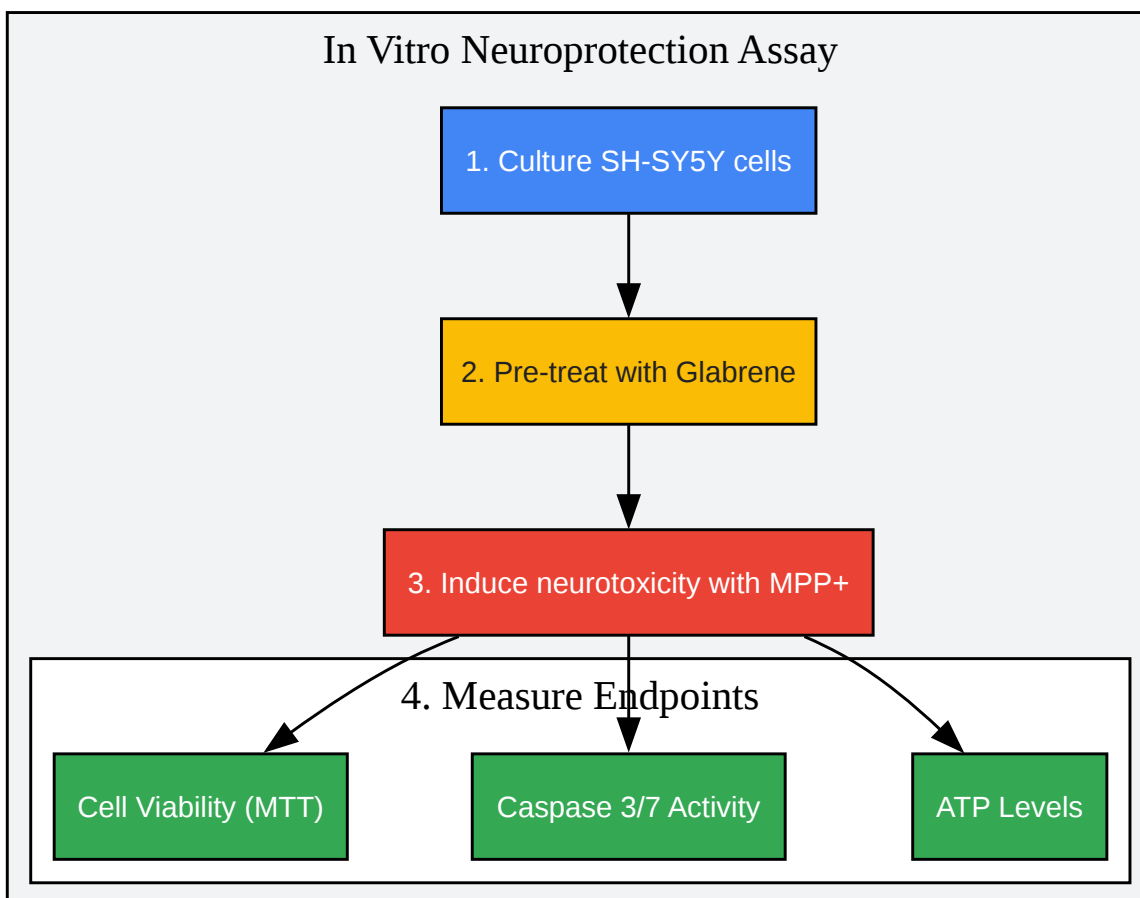 In Vitro Neuroprotection Assay
1. Culture SH-SY5Y cells
2. Pre-treat with Glabrene
3. Induce neurotoxicity with MPP+
4. Measure Endpoints
Cell Viability (MTT)
Caspase 3/7 Activity
ATP Levels